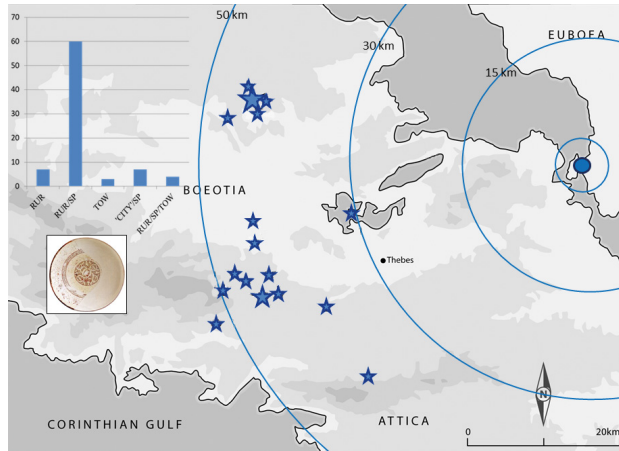 70
60
50
40
30
20
10
0
RUR
RUR/SP
TOW
'CITY'/SP
RUR/SP/TOW
50 km
30 km
15 km
EUBOEA
BOEOTIA
Thebes
CORINTHIAN GULF
ATTICA
N
0 20km